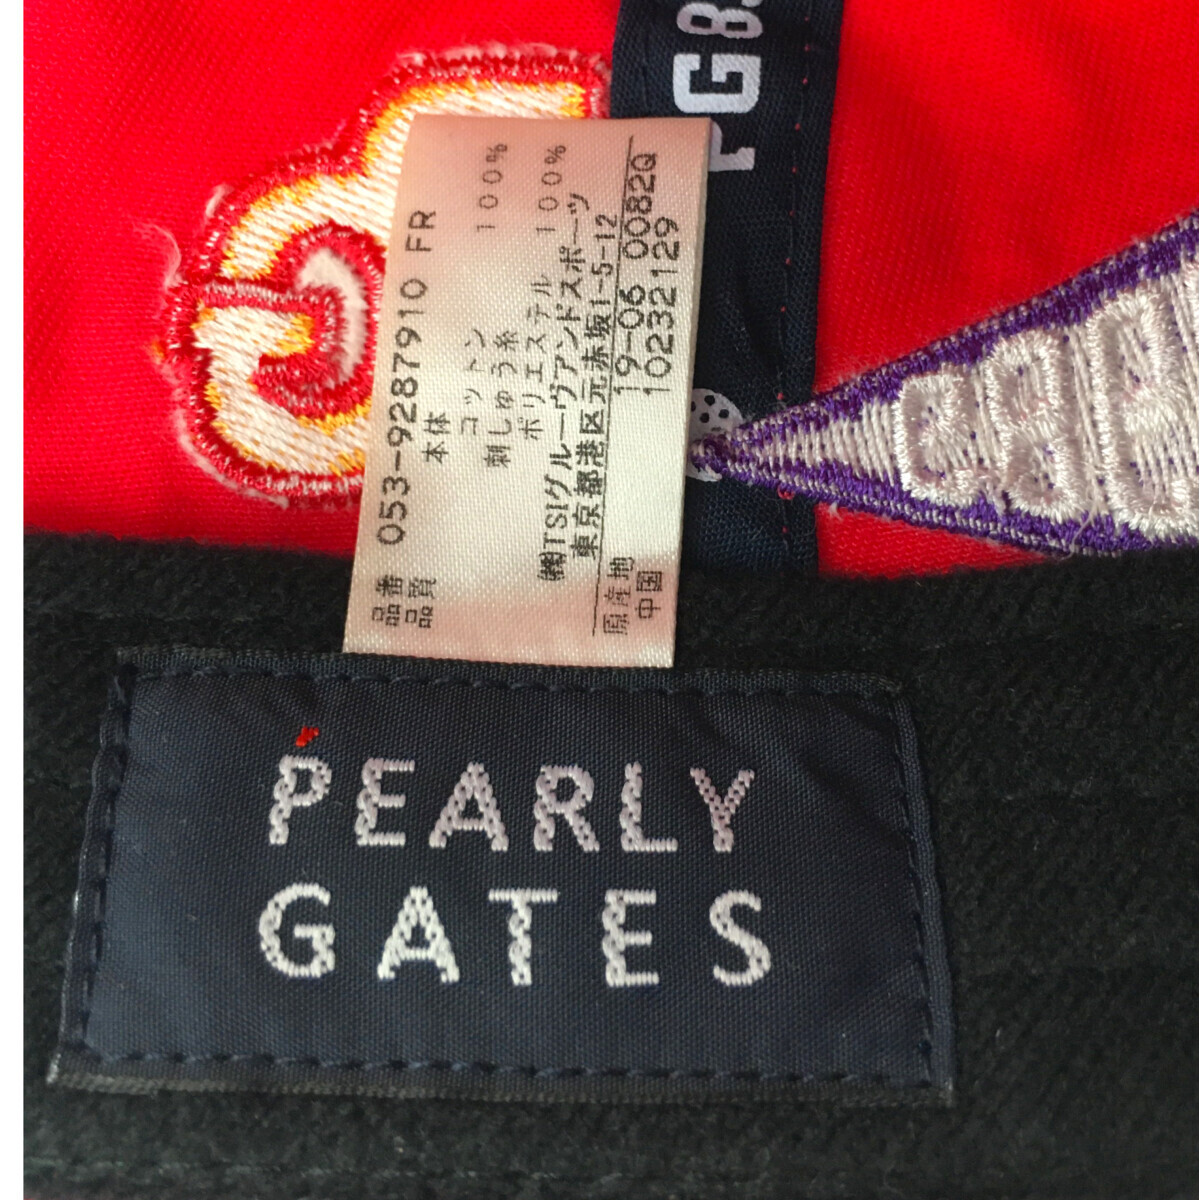 品番 053-9287910 FR
品質 本体
コットン 100%
刺しゅう糸
ポリエステル 100%
㈱TSIグルーヴアンドスポーツ
東京都港区元赤坂1-5-12
19-06 0082Q
原産地
中国 10232129
PG8
PEARLY
GATES